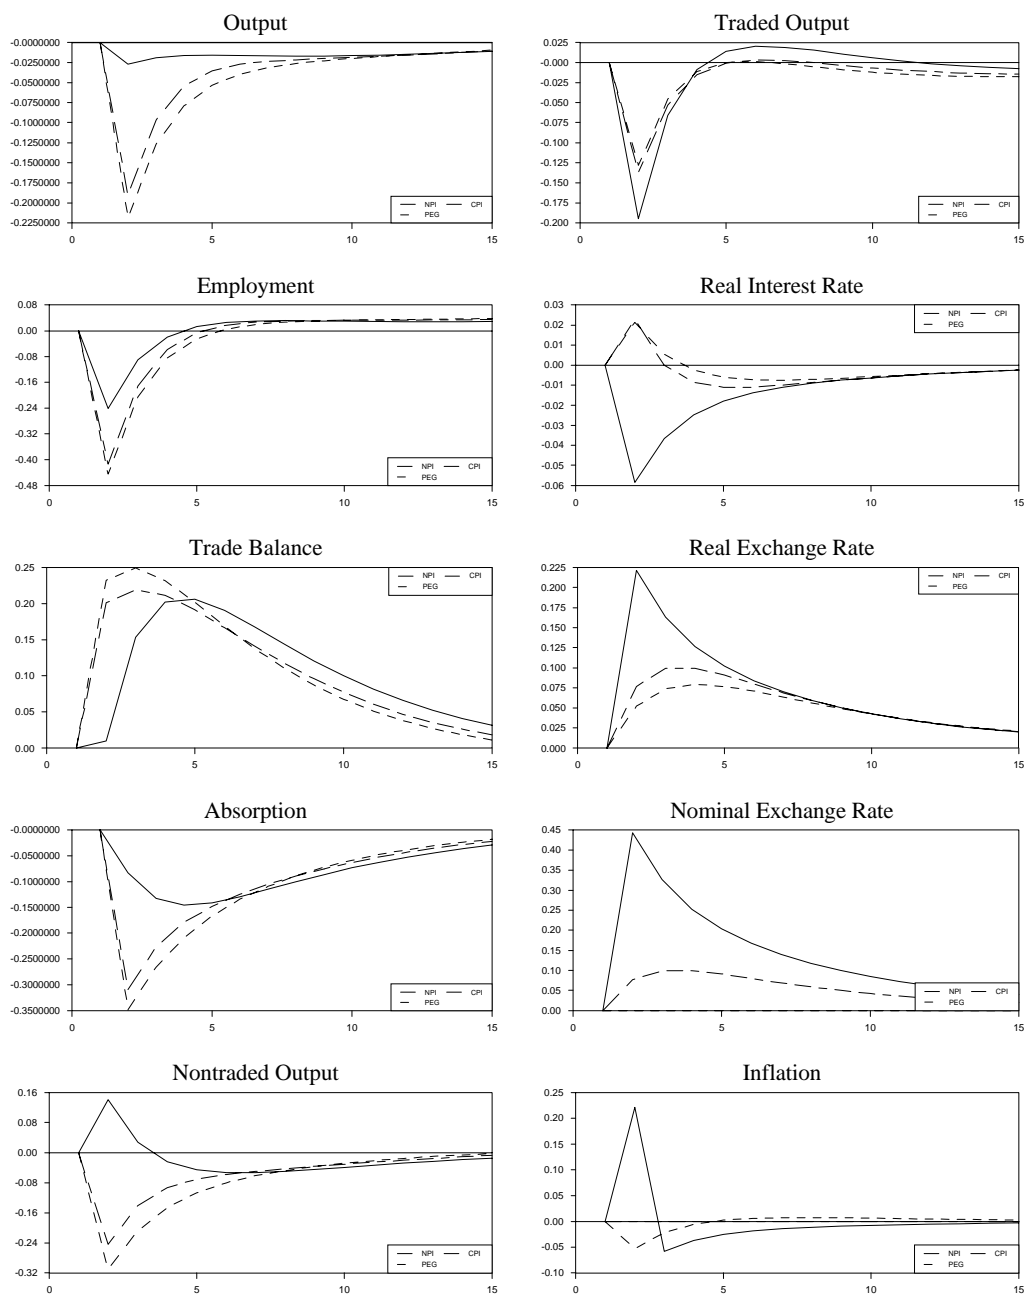 Output
-0.0000000
-0.0250000
-0.0500000
-0.0750000
-0.1000000
-0.1250000
-0.1500000
-0.1750000
-0.2000000
-0.2250000
0 5 10 15
NPI CPI
PEG
Traded Output
0.025
-0.000
-0.025
-0.050
-0.075
-0.100
-0.125
-0.150
-0.175
-0.200
0 5 10 15
NPI CPI
PEG
Employment
0.08
0.00
-0.08
-0.16
-0.24
-0.32
-0.40
-0.48
0 5 10 15
NPI CPI
PEG
Real Interest Rate
0.03
0.02
0.01
0.00
-0.01
-0.02
-0.03
-0.04
-0.05
-0.06
0 5 10 15
NPI CPI
PEG
Trade Balance
0.25
0.20
0.15
0.10
0.05
0.00
0 5 10 15
NPI CPI
PEG
Real Exchange Rate
0.225
0.200
0.175
0.150
0.125
0.100
0.075
0.050
0.025
0.000
0 5 10 15
NPI CPI
PEG
Absorption
-0.0000000
-0.0500000
-0.1000000
-0.1500000
-0.2000000
-0.2500000
-0.3000000
-0.3500000
0 5 10 15
NPI CPI
PEG
Nominal Exchange Rate
0.45
0.40
0.35
0.30
0.25
0.20
0.15
0.10
0.05
0.00
0 5 10 15
NPI CPI
PEG
Nontraded Output
0.16
0.08
0.00
-0.08
-0.16
-0.24
-0.32
0 5 10 15
NPI CPI
PEG
Inflation
0.25
0.20
0.15
0.10
0.05
0.00
-0.05
-0.10
0 5 10 15
NPI CPI
PEG